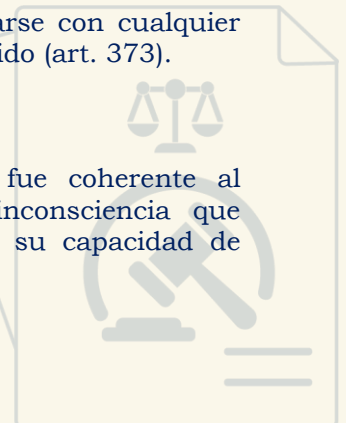 arse con cualquier
ido (art. 373).
fue coherente al
inconsciencia que
su capacidad de